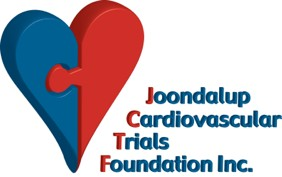 Joondalup
Cardiovascular
Trials
Foundation Inc.